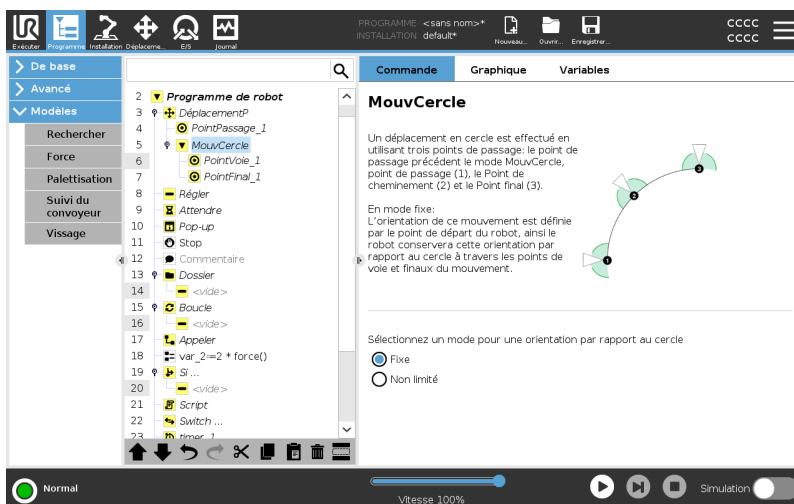 PROGRAMME <sans nom>*
INSTALLATION default*
Exécuter
Programme
Installation
Déplaceme...
E/S
Journal
Nouveau...
Ouvrir...
Enregistrer...
cccc
cccc
De base
Avancé
Modèles
Rechercher
Force
Palettisation
Suivi du
convoyeur
Vissage
2 Programme de robot
3 DéplacementP
4 PointPassage_1
5 MouvCercle
6 PointVoie_1
7 PointFinal_1
8 Régler
9 Attendre
10 Pop-up
11 Stop
12 Commentaire
13 Dossier
14 <vide>
15 Boucle
16 <vide>
17 Appeler
18 var_2≔2 * force()
19 Si ...
20 <vide>
21 Script
22 Switch ...
23 timer_1
Commande
Graphique
Variables
MouvCercle
Un déplacement en cercle est effectué en
utilisant trois points de passage: le point de
passage précédent le mode MouvCercle,
point de passage (1), le Point de
cheminement (2) et le Point final (3).
En mode fixe:
L'orientation de ce mouvement est définie
par le point de départ du robot, ainsi le
robot conservera cette orientation par
rapport au cercle à travers les points de
voie et finaux du mouvement.
1
2
3
Sélectionnez un mode pour une orientation par rapport au cercle
Fixe
Non limité
Normal
Vitesse 100%
Simulation